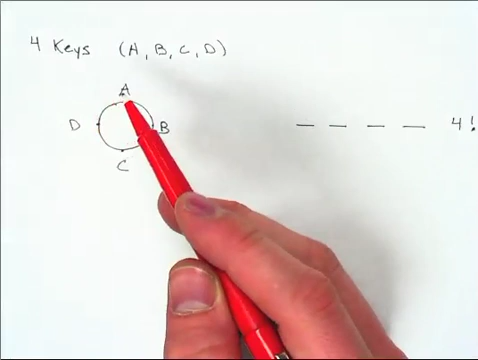 4 Keys (A, B, C, D)
A
D B
C
_ _ _ _ 4!